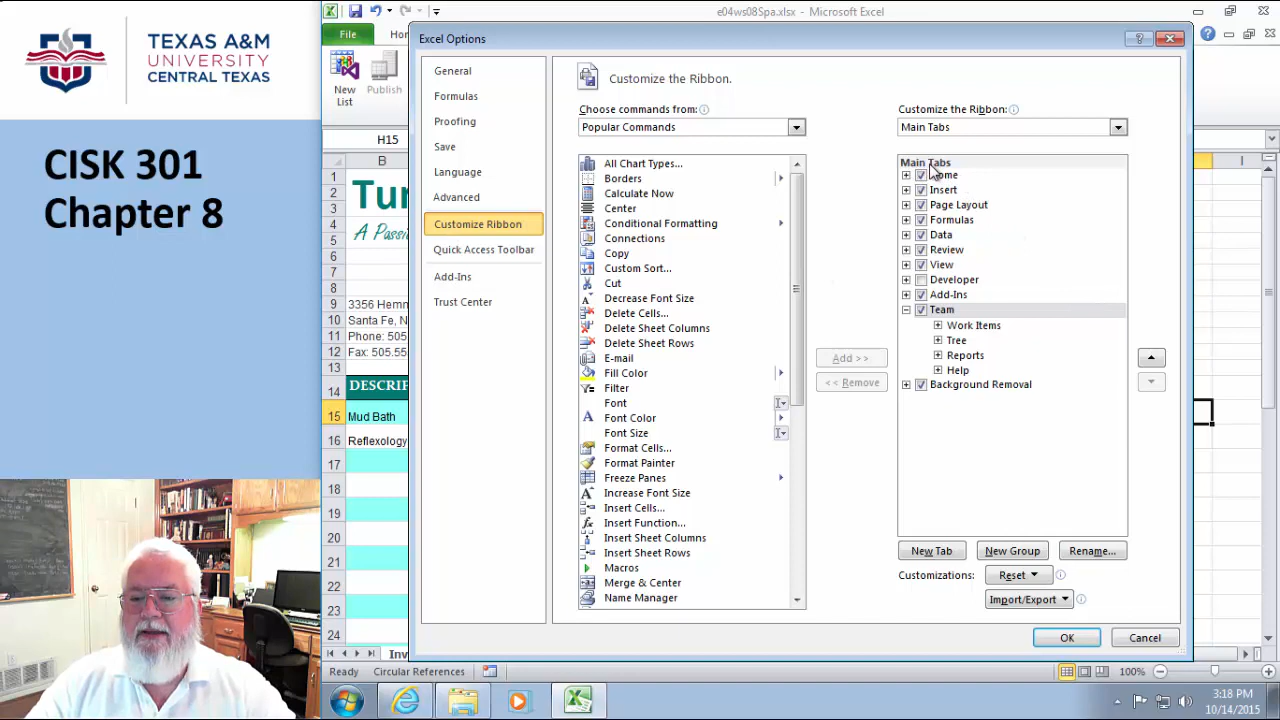 TEXAS A&M
UNIVERSITY
CENTRAL TEXAS
CISK 301
Chapter 8
e04ws08Spa.xlsx - Microsoft Excel
File
New
List
Publish
H15
B
I
1
2
3
4
5
6
7
8
9
3356 Hemm
10
Santa Fe, N
11
Phone: 505
12
Fax: 505.55
13
14
DESCRIP
15
Mud Bath
16
Reflexology
17
18
19
20
21
22
23
24
Excel Options
General
Formulas
Proofing
Save
Language
Advanced
Customize Ribbon
Quick Access Toolbar
Add-Ins
Trust Center
Customize the Ribbon.
Choose commands from:
Popular Commands
All Chart Types...
Borders
Calculate Now
Center
Conditional Formatting
Connections
Copy
Custom Sort...
Cut
Decrease Font Size
Delete Cells...
Delete Sheet Columns
Delete Sheet Rows
E-mail
Fill Color
Filter
Font
Font Color
Font Size
Format Cells...
Format Painter
Freeze Panes
Increase Font Size
Insert Cells...
Insert Function...
Insert Sheet Columns
Insert Sheet Rows
Macros
Merge & Center
Name Manager
Add >>
<< Remove
Customize the Ribbon:
Main Tabs
Main Tabs
Insert
Page Layout
Formulas
Data
Review
View
Developer
Add-Ins
Team
Work Items
Tree
Reports
Help
Background Removal
New Tab
New Group
Rename...
Customizations:
Reset
Import/Export
OK
Cancel
Ready
Circular References
100%
3:18 PM
10/14/2015